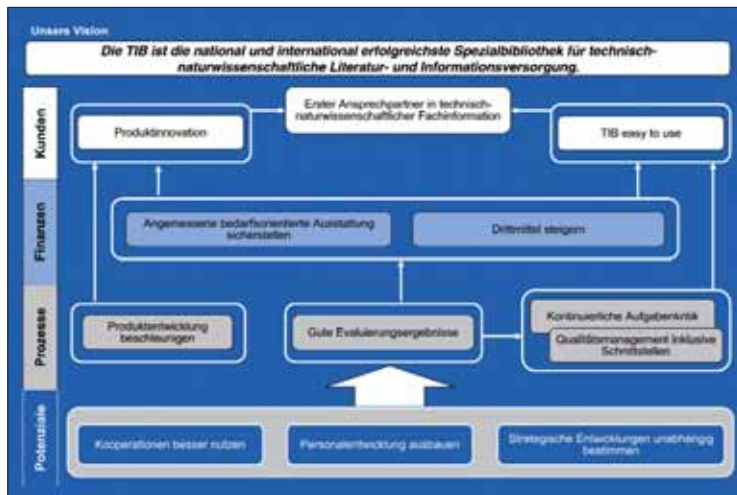 Unsere Vision
Die TIB ist die national und international erfolgreichste Spezialbibliothek für technisch-
naturwissenschaftliche Literatur- und Informationsversorgung.
Kunden
Produktinnovation
Erster Ansprechpartner in technisch-
naturwissenschaftlicher Fachinformation
TIB easy to use
Finanzen
Angemessene bedarfsorientierte Ausstattung
sicherstellen
Drittmittel steigern
Prozesse
Produktentwicklung
beschleunigen
Gute Evaluierungsergebnisse
Kontinuierliche Aufgabenkritik
Qualitätsmanagement inklusive
Schnittstellen
Potenziale
Kooperationen besser nutzen
Personalentwicklung ausbauen
Strategische Entwicklungen unabhängig
bestimmen